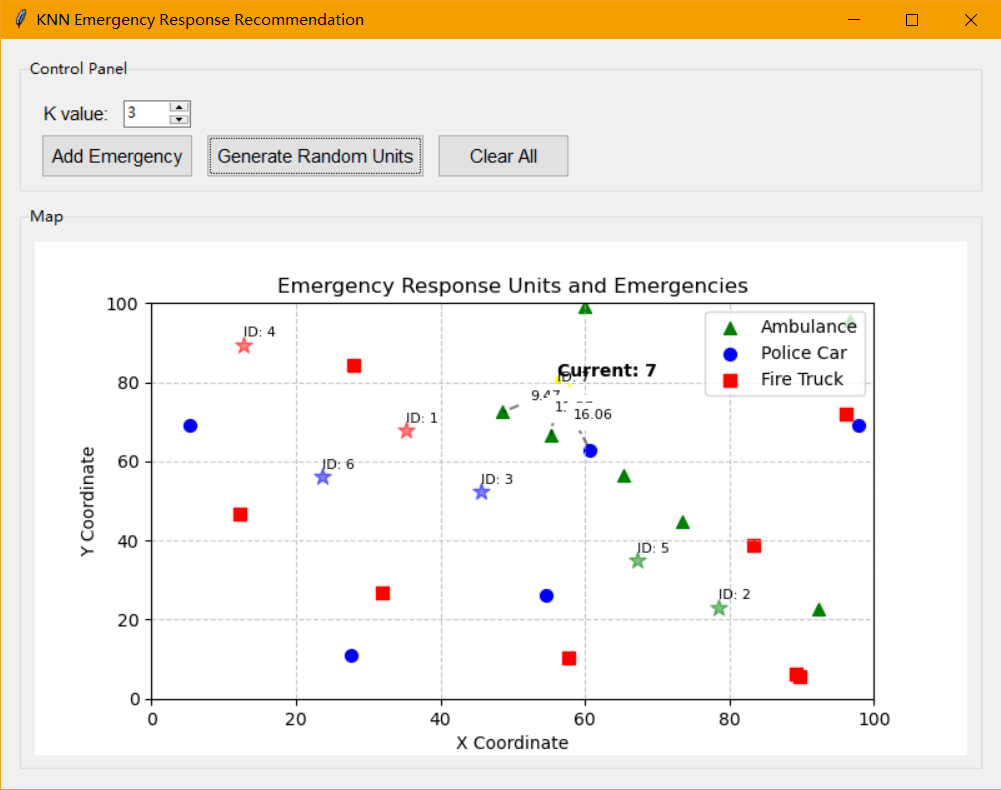 KNN Emergency Response Recommendation
Control Panel
K value: 3
Add Emergency Generate Random Units Clear All
Map
Emergency Response Units and Emergencies
100
80
60
40
20
0
Y Coordinate
ID: 4
ID: 1
ID: 6
ID: 3
ID: 5
ID: 2
Current: 7
9.47
16.06
Ambulance
Police Car
Fire Truck
0 20 40 60 80 100
X Coordinate